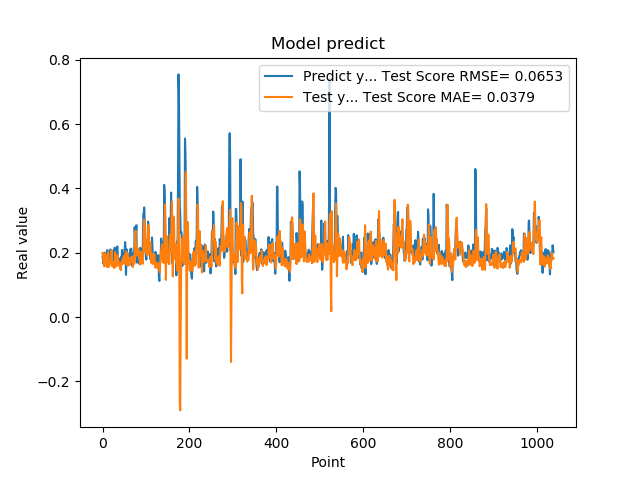 Model predict
Predict y... Test Score RMSE= 0.0653
Test y... Test Score MAE= 0.0379
Real value
0.8
0.6
0.4
0.2
0.0
−0.2
0 200 400 600 800 1000
Point